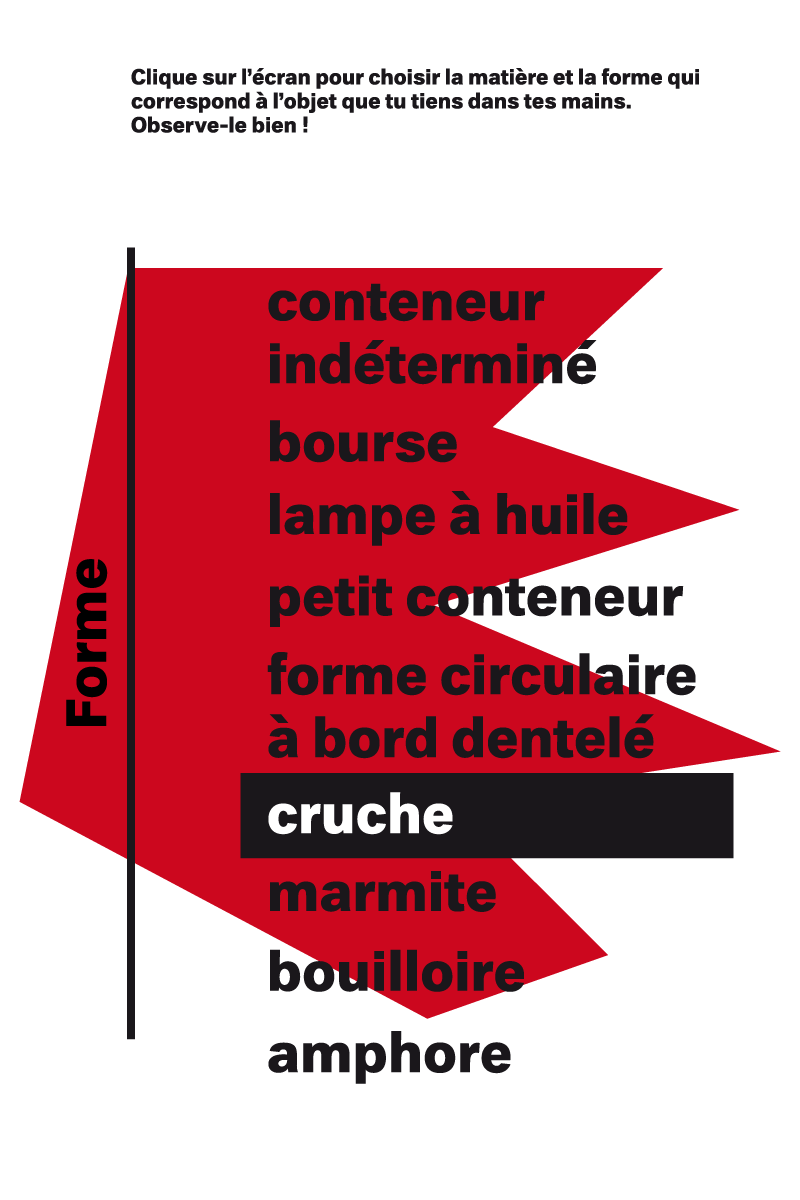 Clique sur l’écran pour choisir la matière et la forme qui
correspond à l’objet que tu tiens dans tes mains.
Observe-le bien !
Forme
conteneur
indéterminé
bourse
lampe à huile
petit conteneur
forme circulaire
à bord dentelé
cruche
marmite
bouilloire
amphore